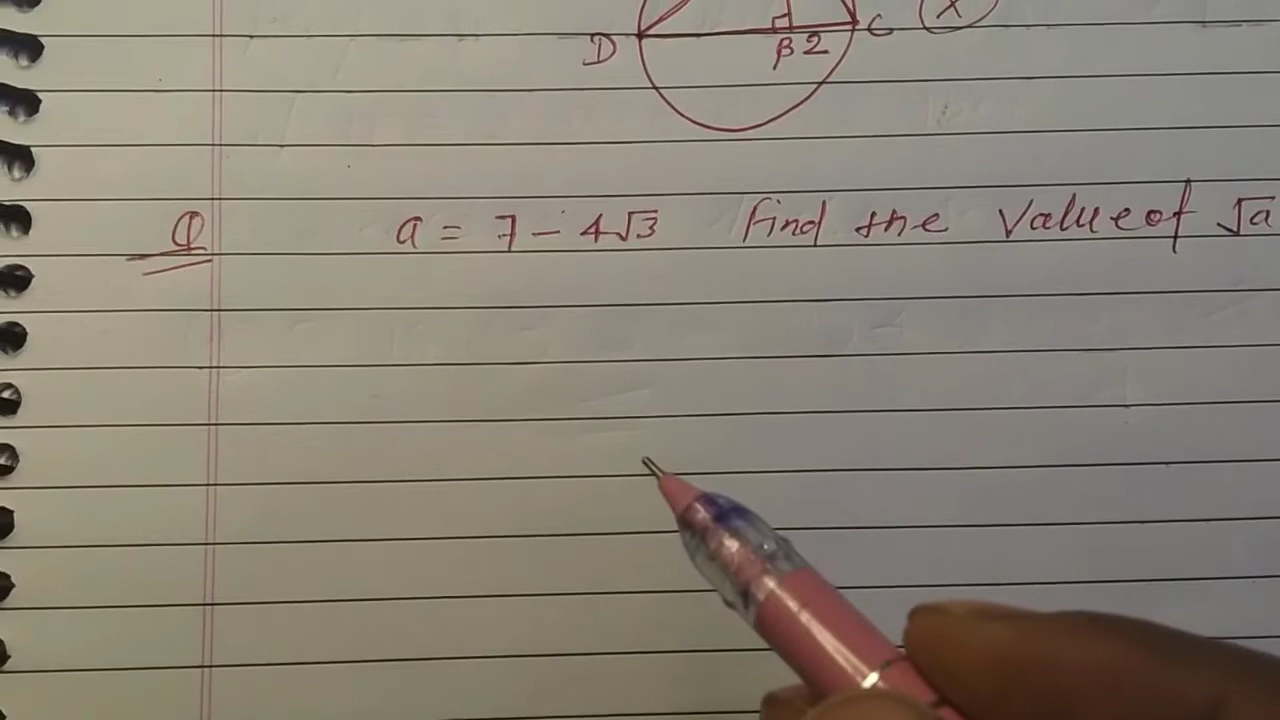 D β 2 C X
Q a = 7 - 4√3 find the value of √a